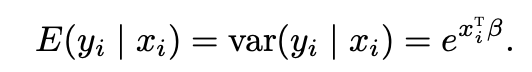 E(y_i | x_i) = var(y_i | x_i) = e^{x_i^T β}.